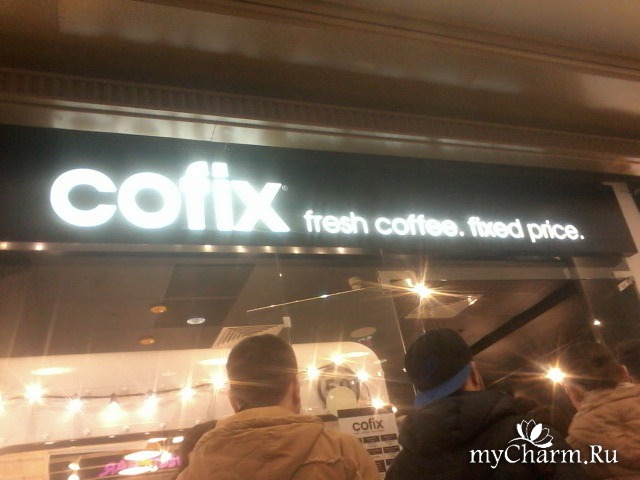 cofix® fresh coffee. fixed price.
cofix
myCharm.Ru